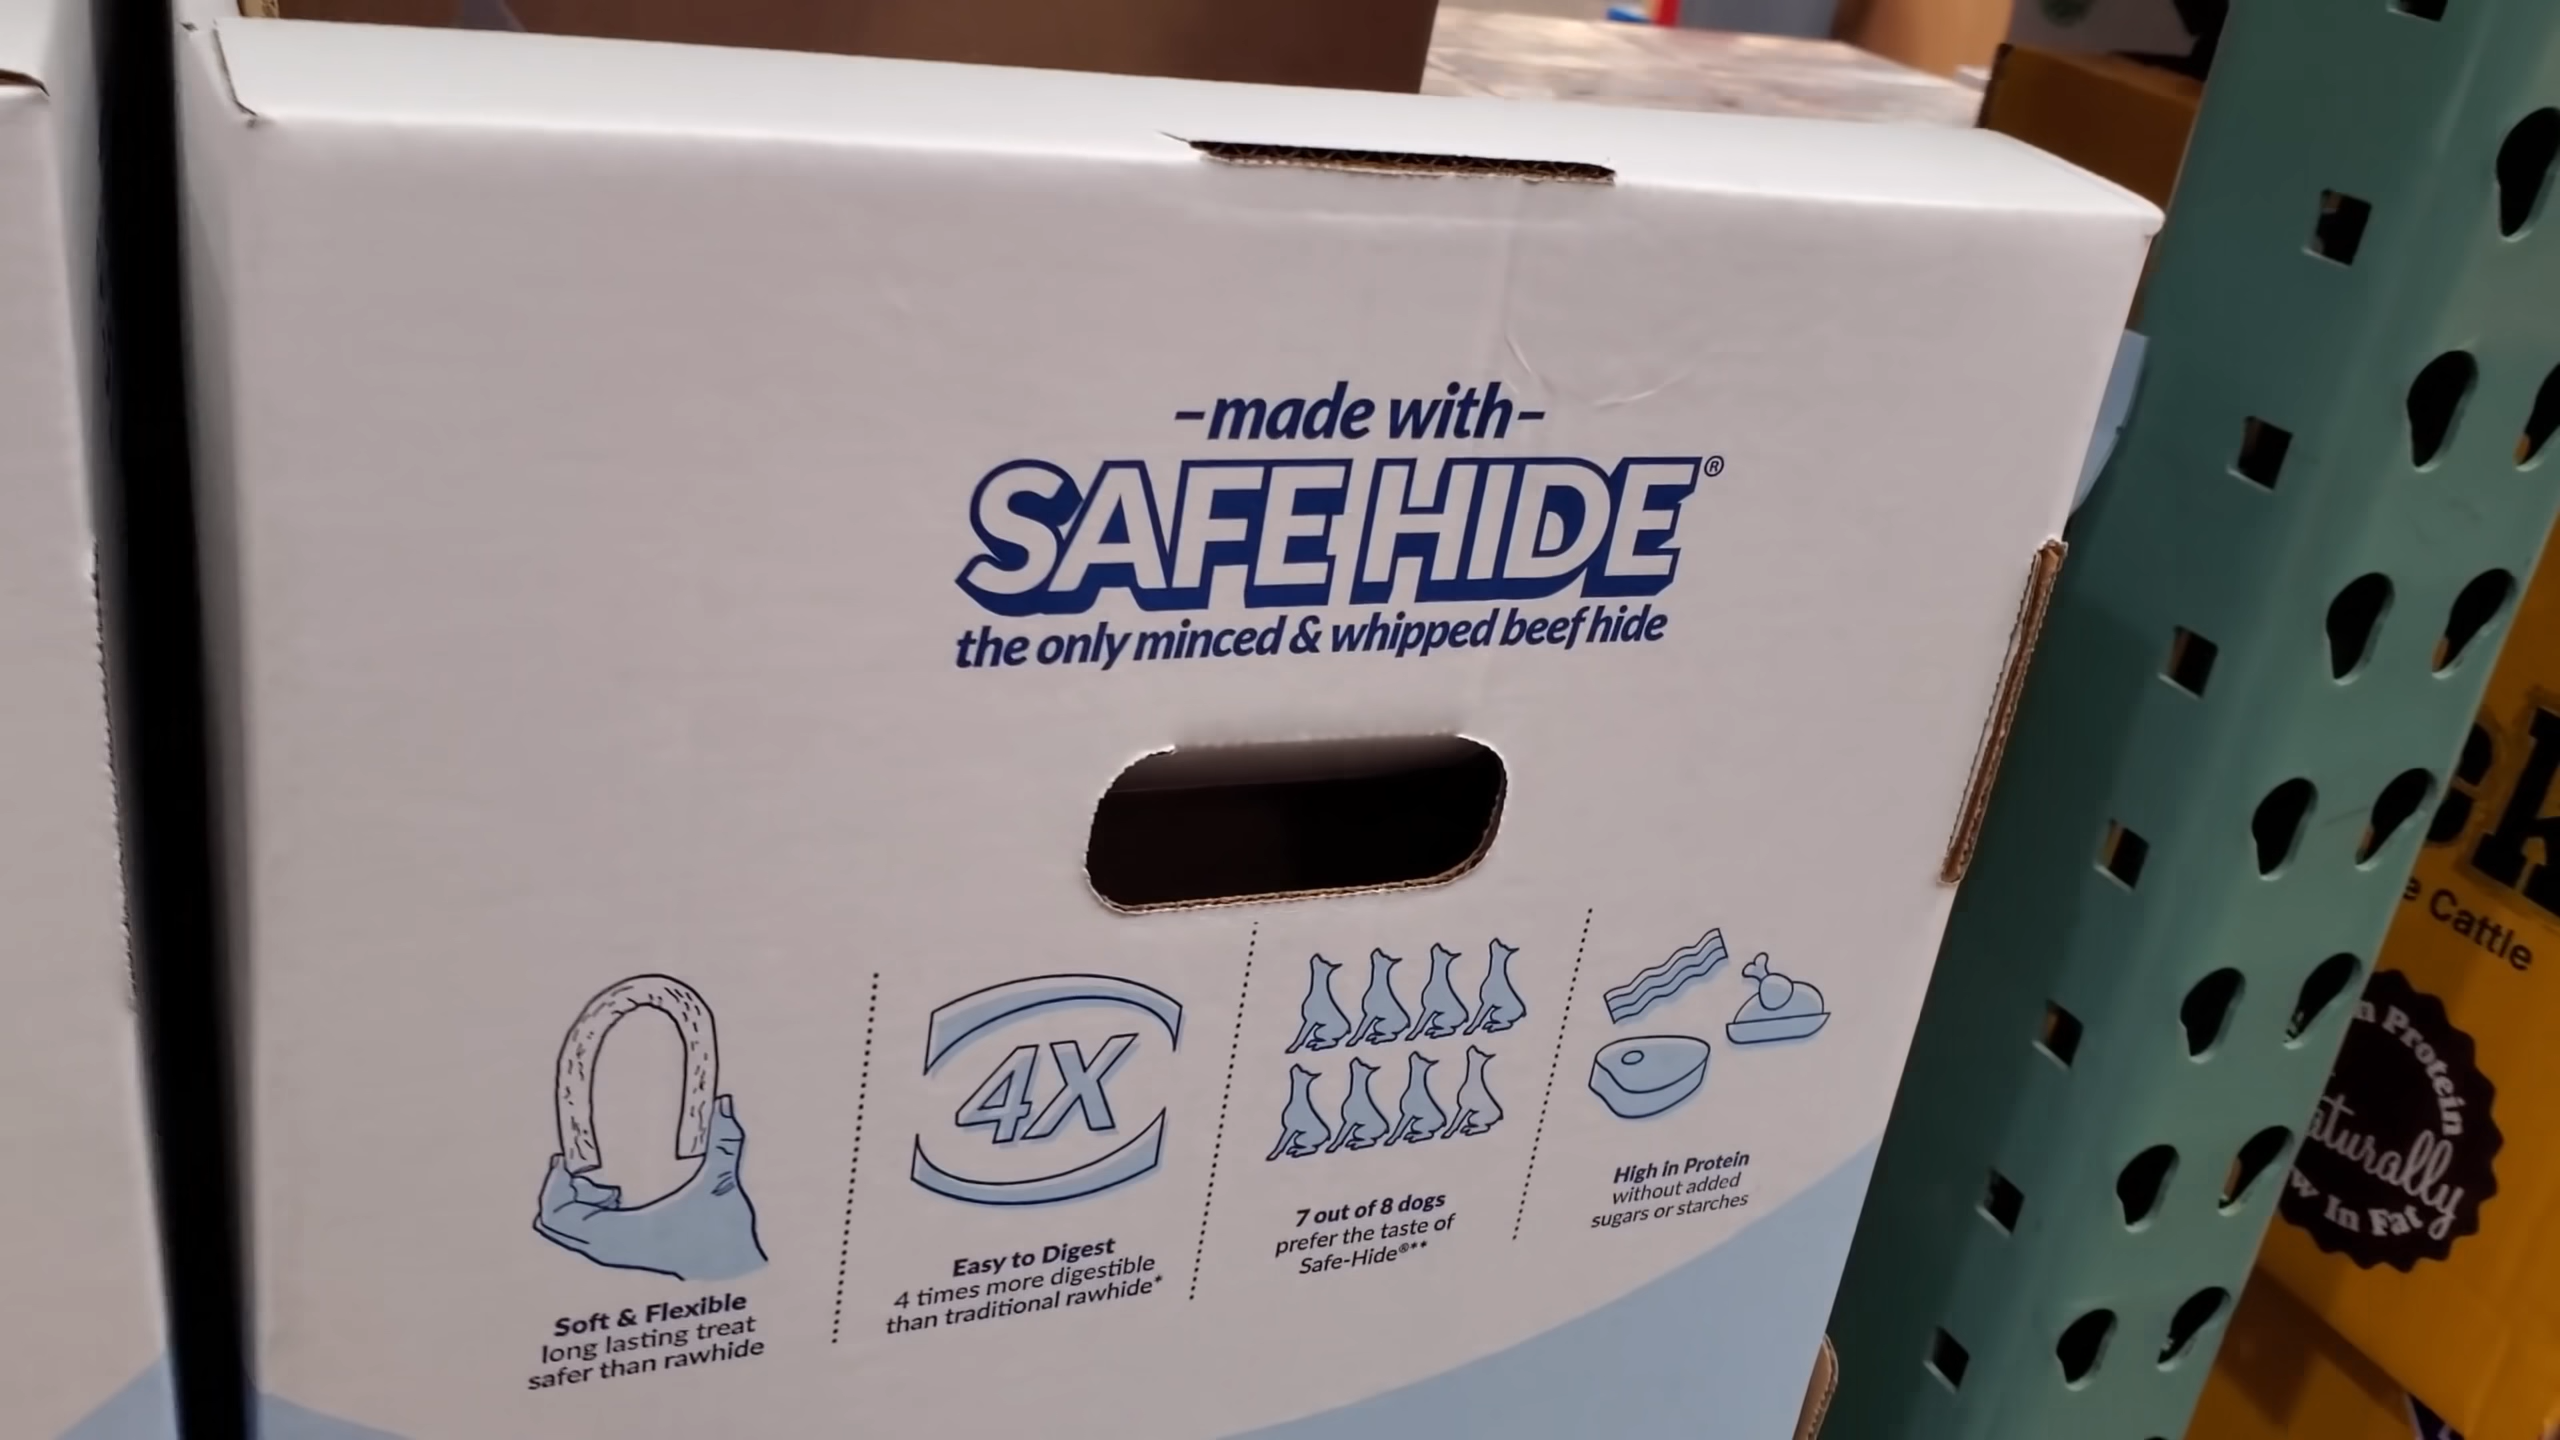 –made with–
SAFE HIDE®
the only minced & whipped beef hide
Soft & Flexible
long lasting treat
safer than rawhide
4X
Easy to Digest
4 times more digestible
than traditional rawhide*
7 out of 8 dogs
prefer the taste of
Safe-Hide®**
High in Protein
without added
sugars or starches
Cattle
Protein
In Fat